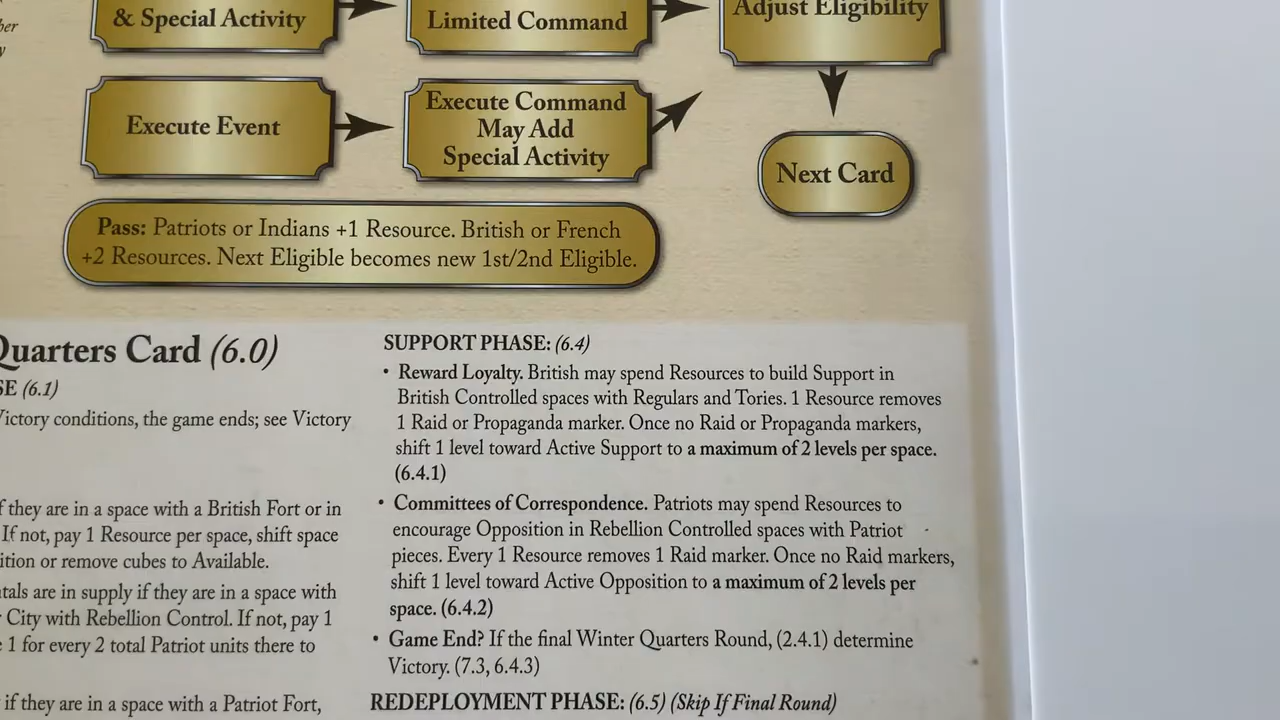 her
& Special Activity
Limited Command
Adjust Eligibility
Execute Event
Execute Command
May Add
Special Activity
Next Card
Pass: Patriots or Indians +1 Resource. British or French
+2 Resources. Next Eligible becomes new 1st/2nd Eligible.
Quarters Card (6.0)
SE (6.1)
Victory conditions, the game ends; see Victory
f they are in a space with a British Fort or in
If not, pay 1 Resource per space, shift space
ition or remove cubes to Available.
tals are in supply if they are in a space with
City with Rebellion Control. If not, pay 1
1 for every 2 total Patriot units there to
if they are in a space with a Patriot Fort,
SUPPORT PHASE: (6.4)
• Reward Loyalty. British may spend Resources to build Support in
British Controlled spaces with Regulars and Tories. 1 Resource removes
1 Raid or Propaganda marker. Once no Raid or Propaganda markers,
shift 1 level toward Active Support to a maximum of 2 levels per space.
(6.4.1)
• Committees of Correspondence. Patriots may spend Resources to
encourage Opposition in Rebellion Controlled spaces with Patriot
pieces. Every 1 Resource removes 1 Raid marker. Once no Raid markers,
shift 1 level toward Active Opposition to a maximum of 2 levels per
space. (6.4.2)
• Game End? If the final Winter Quarters Round, (2.4.1) determine
Victory. (7.3, 6.4.3)
REDEPLOYMENT PHASE: (6.5) (Skip If Final Round)